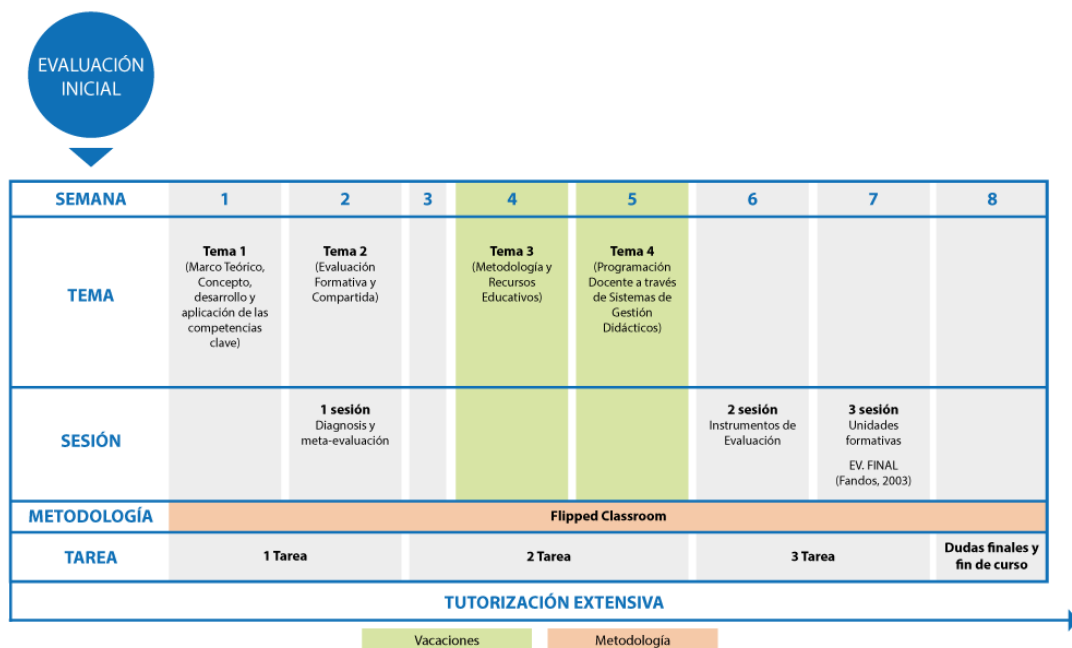 EVALUACIÓN
INICIAL
SEMANA
1
2
3
4
5
6
7
8
TEMA
Tema 1
(Marco Teórico,
Concepto,
desarrollo y
aplicación de las
competencias
clave)
Tema 2
(Evaluación
Formativa y
Compartida)
Tema 3
(Metodología y
Recursos
Educativos)
Tema 4
(Programación
Docente a través
de Sistemas de
Gestión
Didácticos)
SESIÓN
1 sesión
Diagnosis y
meta-evaluación
2 sesión
Instrumentos de
Evaluación
3 sesión
Unidades
formativas
EV. FINAL
(Fandos, 2003)
METODOLOGÍA
Flipped Classroom
TAREA
1 Tarea
2 Tarea
3 Tarea
Dudas finales y
fin de curso
TUTORIZACIÓN EXTENSIVA
Vacaciones
Metodología